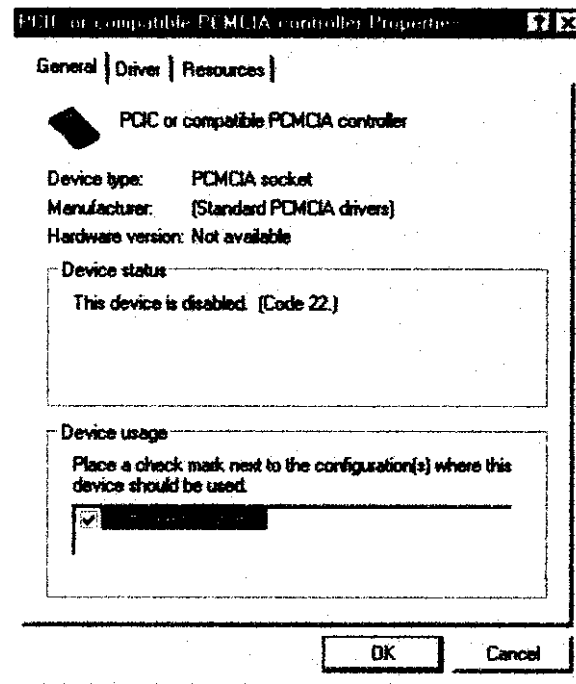 PCIC or compatible PCMCIA controller Properties
General Driver Resources
PCIC or compatible PCMCIA controller
Device type: PCMCIA socket
Manufacturer: (Standard PCMCIA drivers)
Hardware version: Not available
Device status
This device is disabled. (Code 22.)
Device usage
Place a check mark next to the configuration(s) where this
device should be used.
OK Cancel